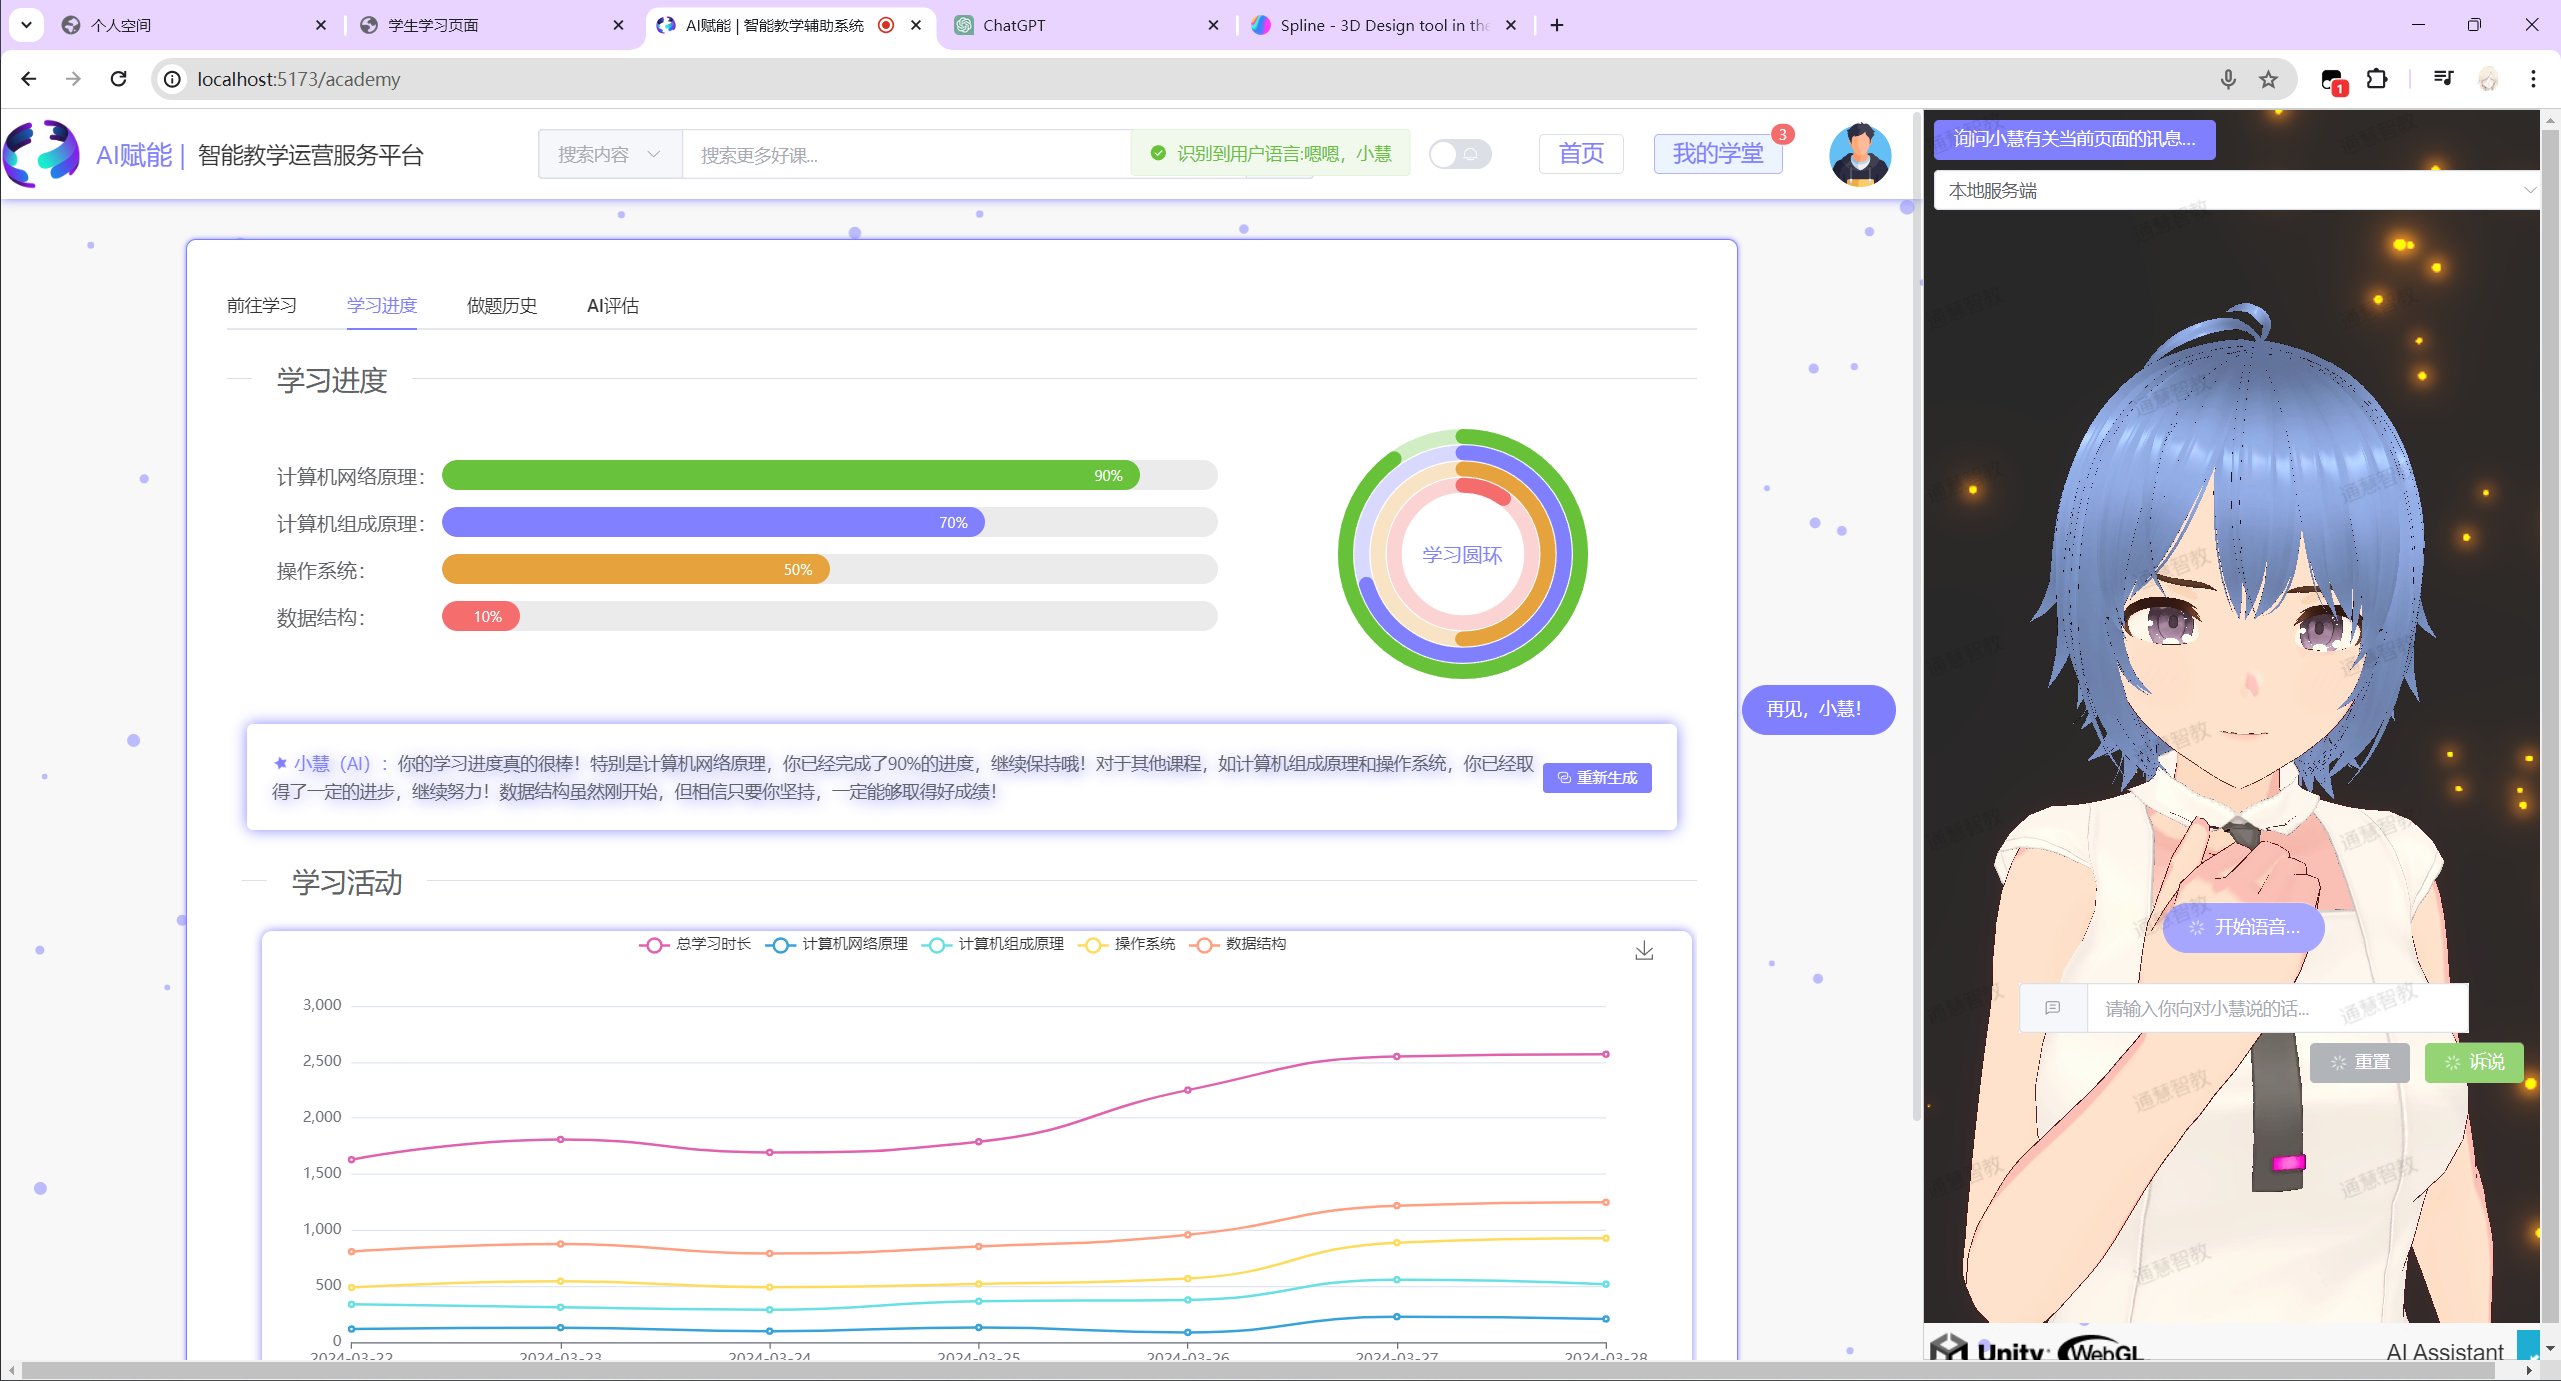 个人空间
学生学习页面
AI赋能 | 智能教学辅助系统
ChatGPT
Spline - 3D Design tool in the
localhost:5173/academy
1
AI赋能 | 智能教学运营服务平台
搜索内容
搜索更多好课...
识别到用户语言:嗯嗯，小慧
首页
我的学堂
3
询问小慧有关当前页面的讯息...
本地服务端
前往学习
学习进度
做题历史
AI评估
学习进度
计算机网络原理：
90%
计算机组成原理：
70%
操作系统：
50%
数据结构：
10%
学习圆环
再见，小慧！
小慧（AI）：你的学习进度真的很棒！特别是计算机网络原理，你已经完成了90%的进度，继续保持哦！对于其他课程，如计算机组成原理和操作系统，你已经取
得了一定的进步，继续努力！数据结构虽然刚开始，但相信只要你坚持，一定能够取得好成绩！
重新生成
学习活动
总学习时长
计算机网络原理
计算机组成原理
操作系统
数据结构
3,000
2,500
2,000
1,500
1,000
500
0
2024-03-22
2024-03-23
2024-03-24
2024-03-25
2024-03-26
2024-03-27
2024-03-28
开始语音...
请输入你向对小慧说的话...
重置
诉说
通慧智教
Unity
WebGL
AI Assistant